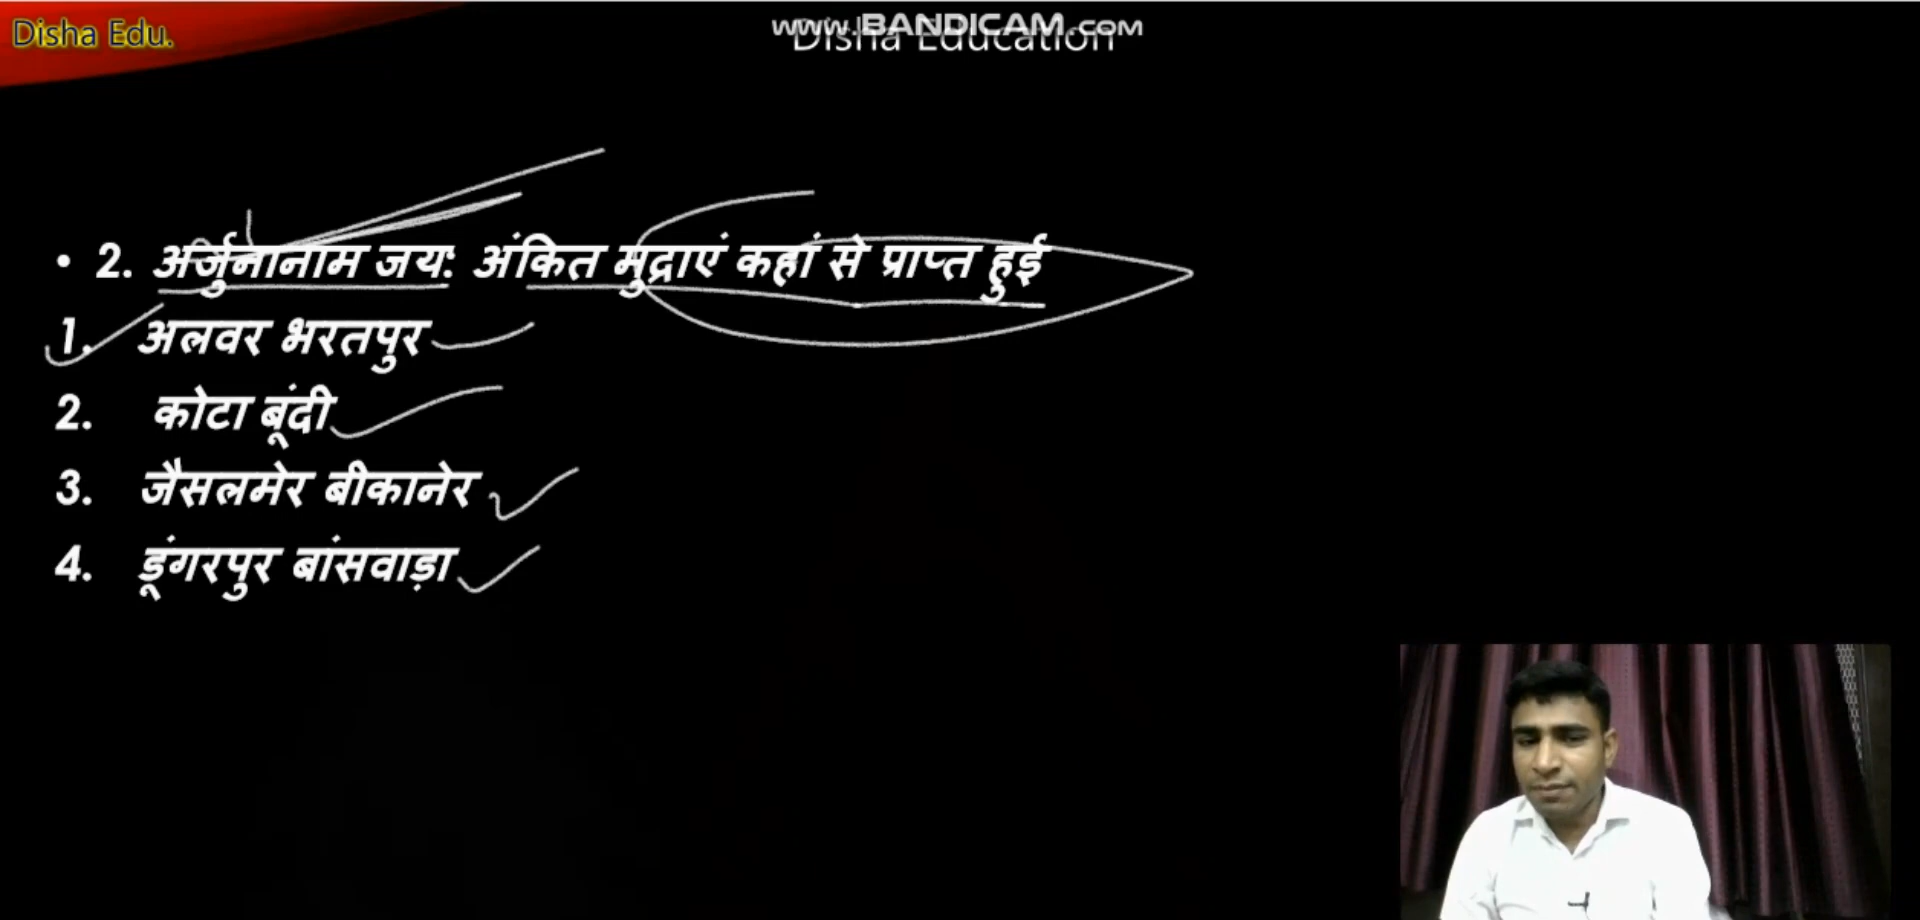 Disha Edu.
www.BANDICAM.com
Disha Education
• 2. अर्जुनानाम जय: अंकित मुद्राएं कहां से प्राप्त हुई
1. अलवर भरतपुर
2. कोटा बूंदी
3. जैसलमेर बीकानेर
4. डूंगरपुर बांसवाड़ा